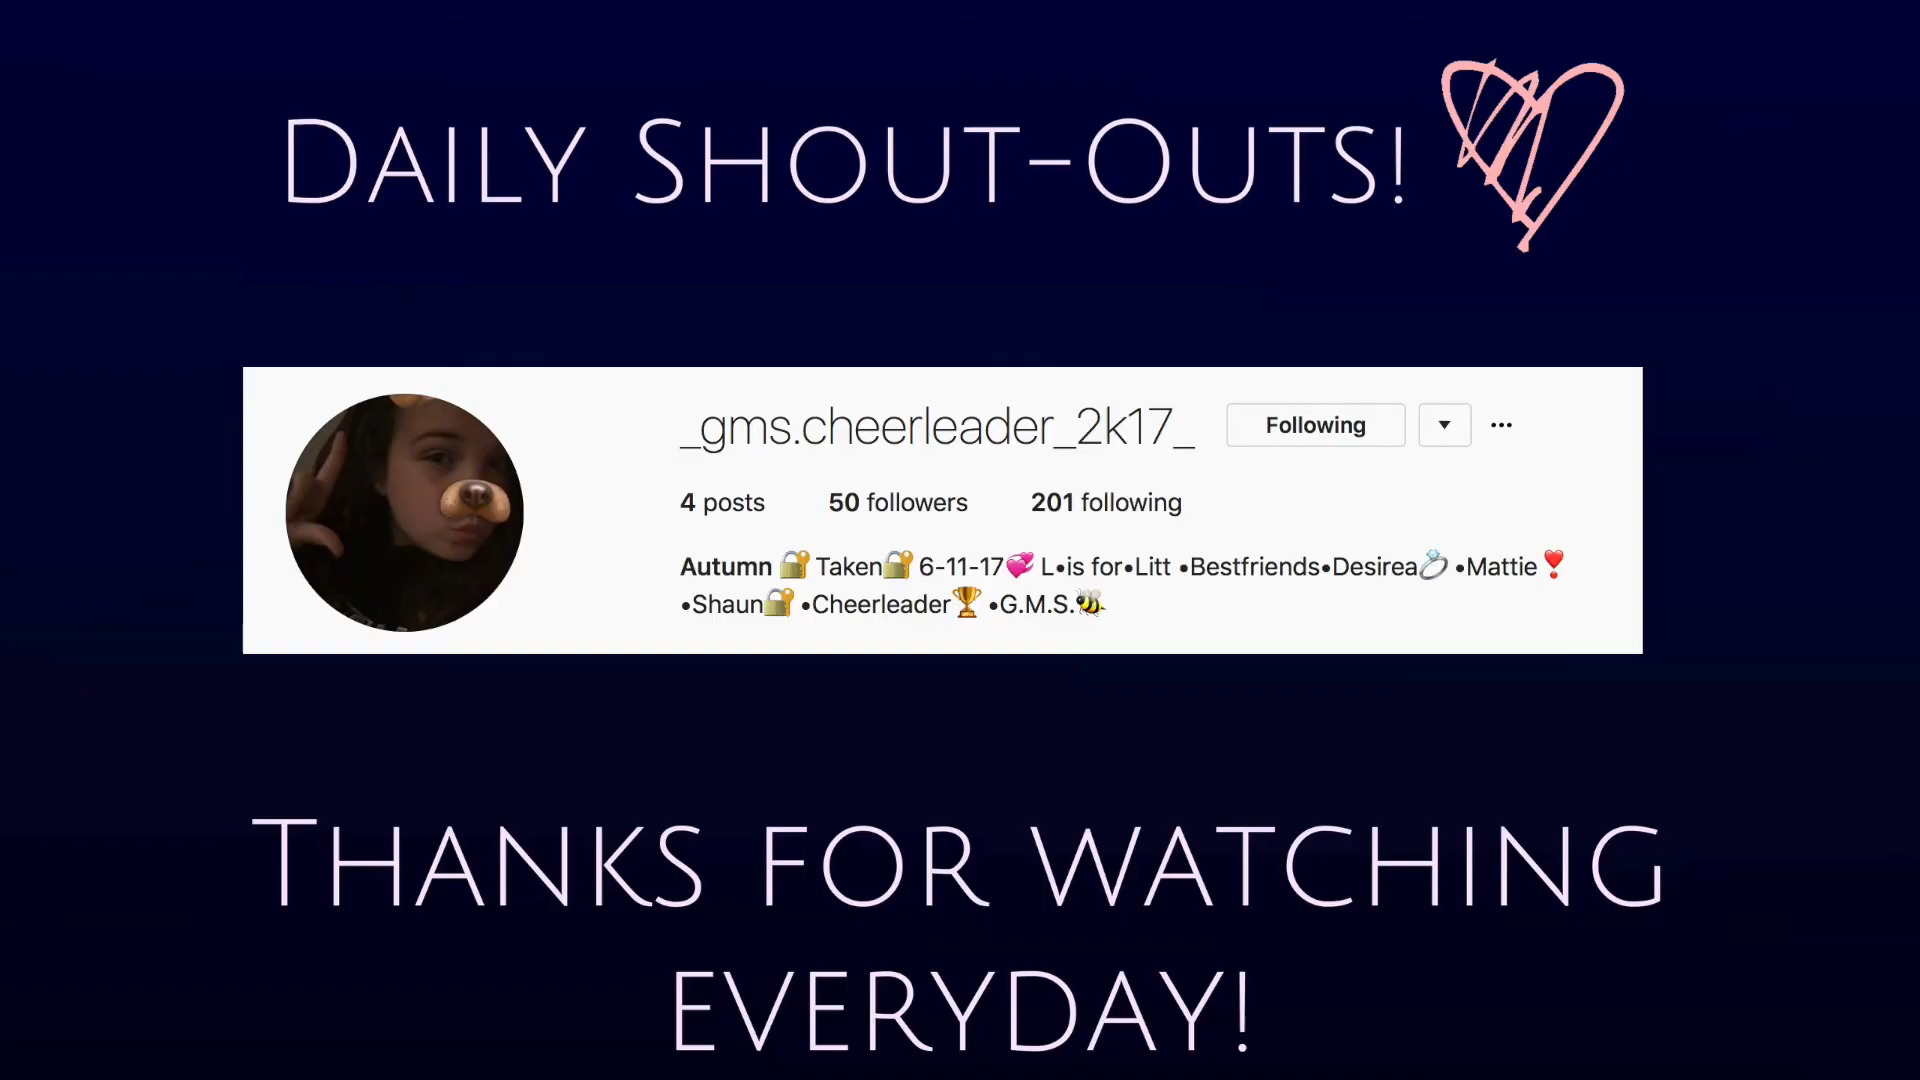 DAILY SHOUT-OUTS!
_gms.cheerleader_2k17_ Following ▼ •••
4 posts 50 followers 201 following
Autumn 🔐 Taken🔐 6-11-17💞 L•is for•Litt •Bestfriends•Desirea💍 •Mattie❣️
•Shaun🔐 •Cheerleader🏆 •G.M.S.🐝
THANKS FOR WATCHING
EVERYDAY!